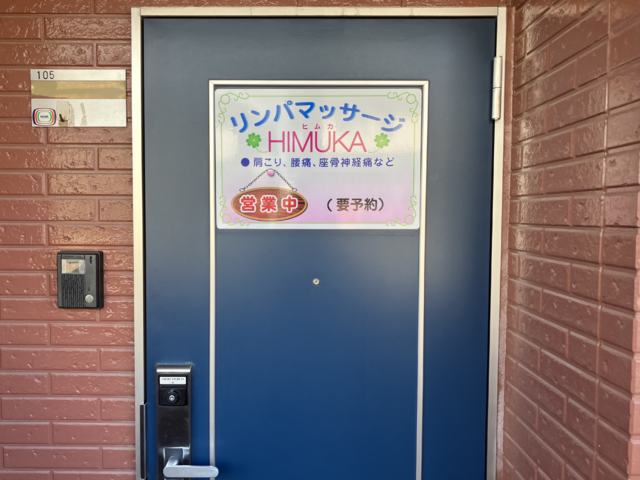 105
リンパマッサージ
ヒムカ
HIMUKA
●肩こり、腰痛、座骨神経痛など
営業中
(要予約)